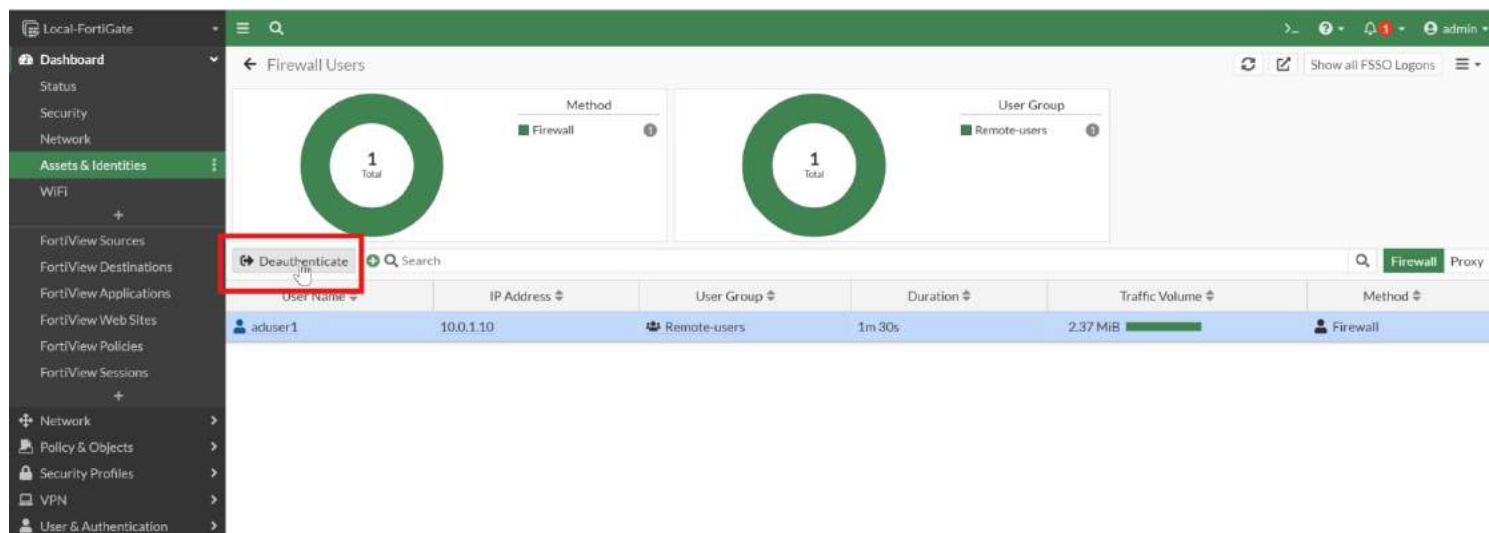 Local-FortiGate
>_
admin
Dashboard
Firewall Users
Show all FSSO Logons
Status
Security
Network
Assets & Identities
WiFi
+
Method
Firewall 1
1
Total
User Group
Remote-users 1
1
Total
FortiView Sources
FortiView Destinations
FortiView Applications
FortiView Web Sites
FortiView Policies
FortiView Sessions
+
Deauthenticate
Search
Firewall Proxy
User Name IP Address User Group Duration Traffic Volume Method
aduser1 10.0.1.10 Remote-users 1m 30s 2.37 MiB Firewall
Network
Policy & Objects
Security Profiles
VPN
User & Authentication